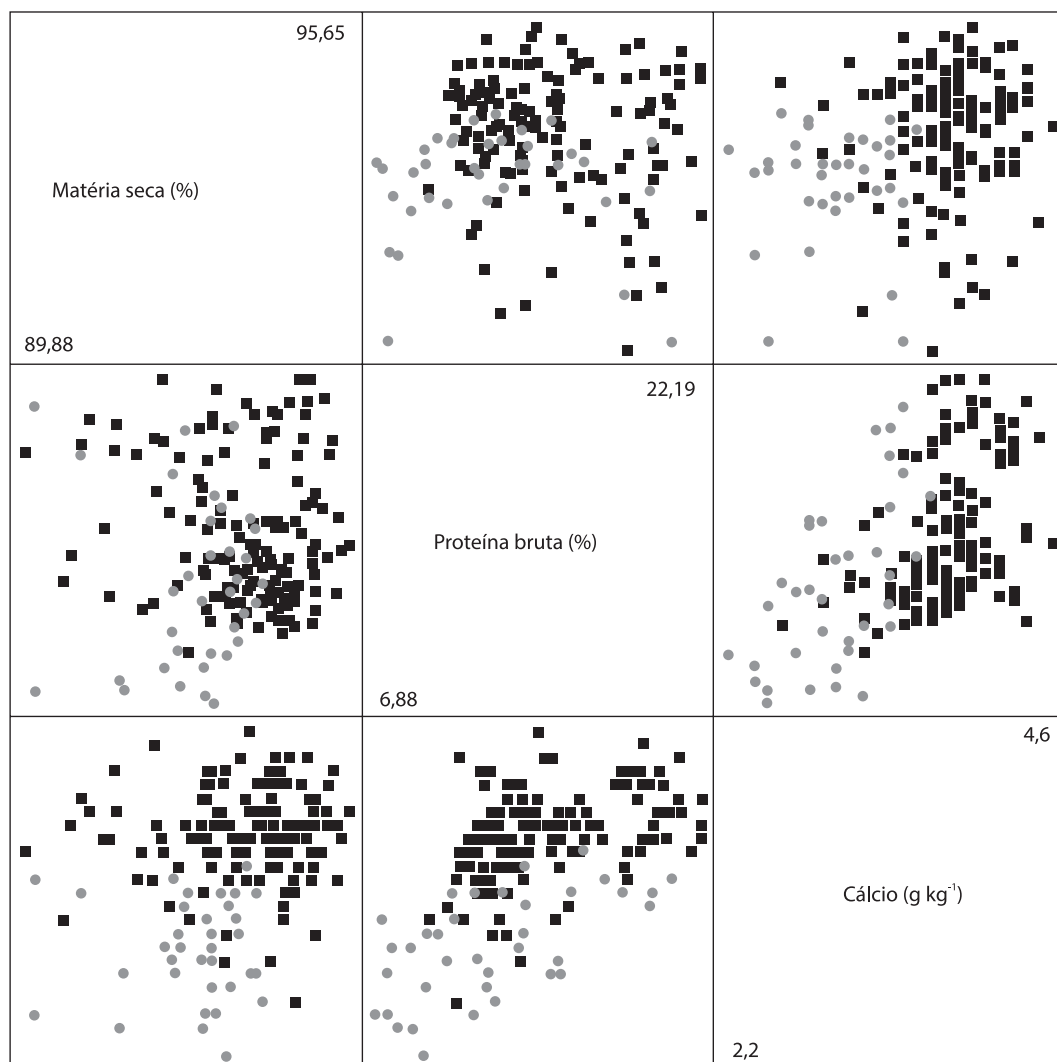 95,65
Matéria seca (%)
89,88
22,19
Proteína bruta (%)
6,88
4,6
Cálcio (g kg⁻¹)
2,2